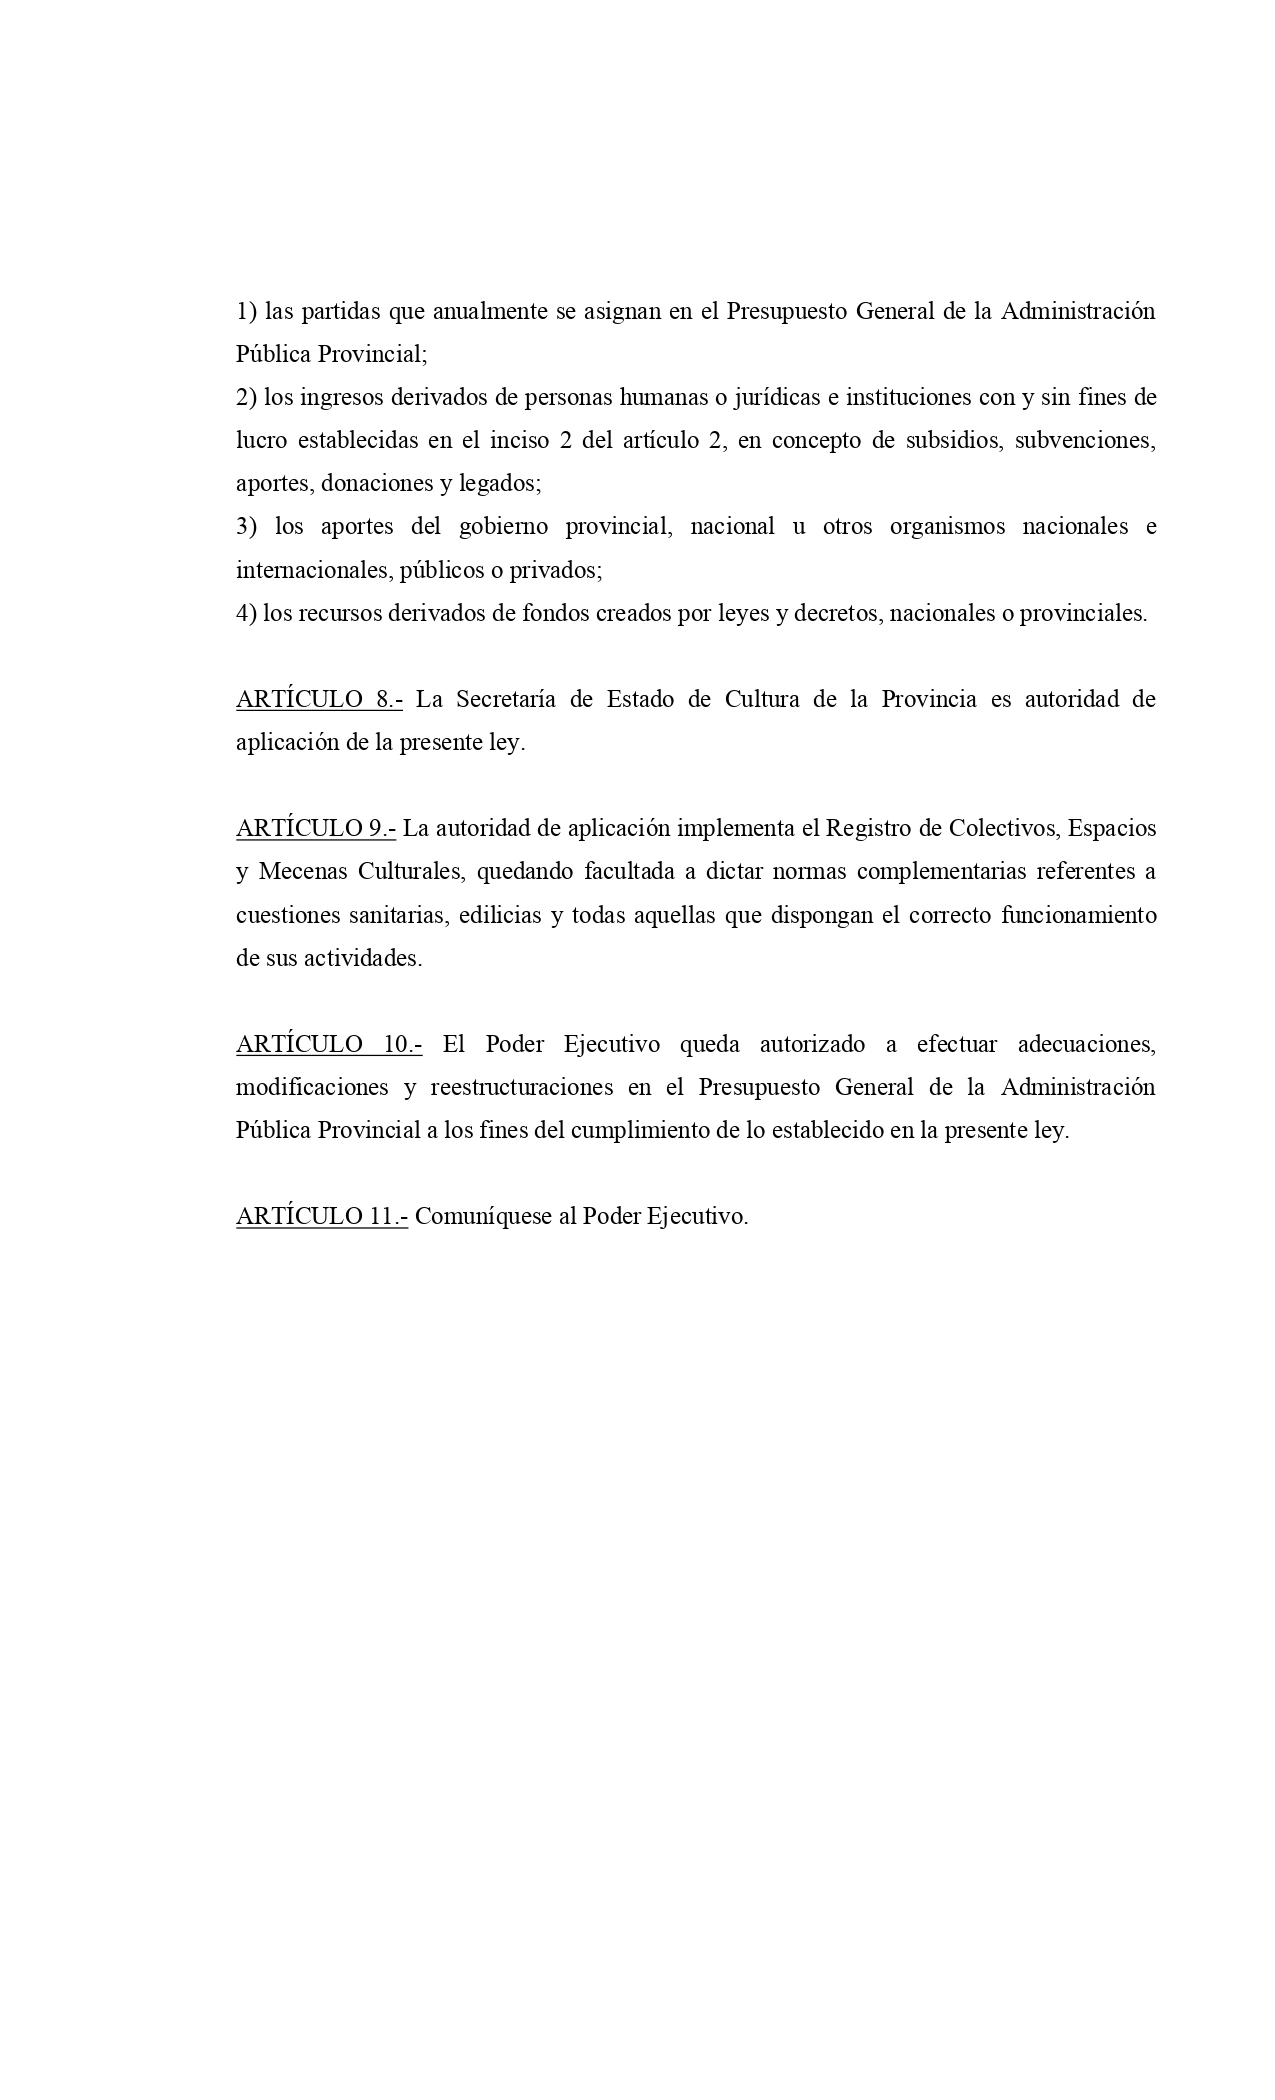 1) las partidas que anualmente se asignan en el Presupuesto General de la Administración
Pública Provincial;
2) los ingresos derivados de personas humanas o jurídicas e instituciones con y sin fines de
lucro establecidas en el inciso 2 del artículo 2, en concepto de subsidios, subvenciones,
aportes, donaciones y legados;
3) los aportes del gobierno provincial, nacional u otros organismos nacionales e
internacionales, públicos o privados;
4) los recursos derivados de fondos creados por leyes y decretos, nacionales o provinciales.
ARTÍCULO 8.- La Secretaría de Estado de Cultura de la Provincia es autoridad de
aplicación de la presente ley.
ARTÍCULO 9.- La autoridad de aplicación implementa el Registro de Colectivos, Espacios
y Mecenas Culturales, quedando facultada a dictar normas complementarias referentes a
cuestiones sanitarias, edilicias y todas aquellas que dispongan el correcto funcionamiento
de sus actividades.
ARTÍCULO 10.- El Poder Ejecutivo queda autorizado a efectuar adecuaciones,
modificaciones y reestructuraciones en el Presupuesto General de la Administración
Pública Provincial a los fines del cumplimiento de lo establecido en la presente ley.
ARTÍCULO 11.- Comuníquese al Poder Ejecutivo.